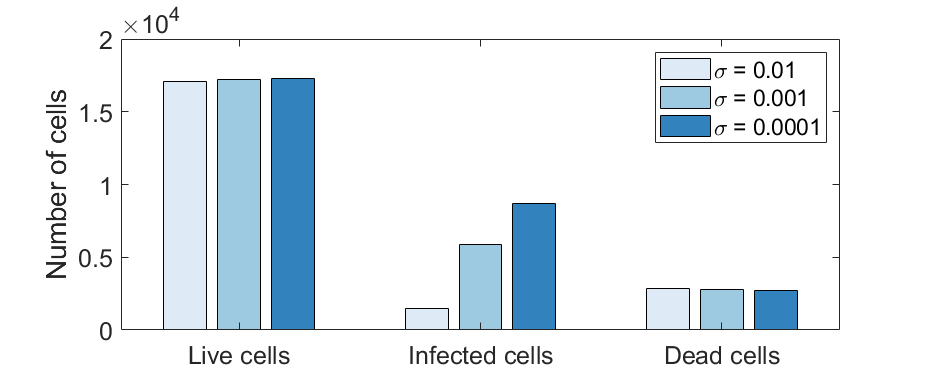 ×10⁴
2
1.5
1
0.5
0
Number of cells
σ = 0.01
σ = 0.001
σ = 0.0001
Live cells
Infected cells
Dead cells